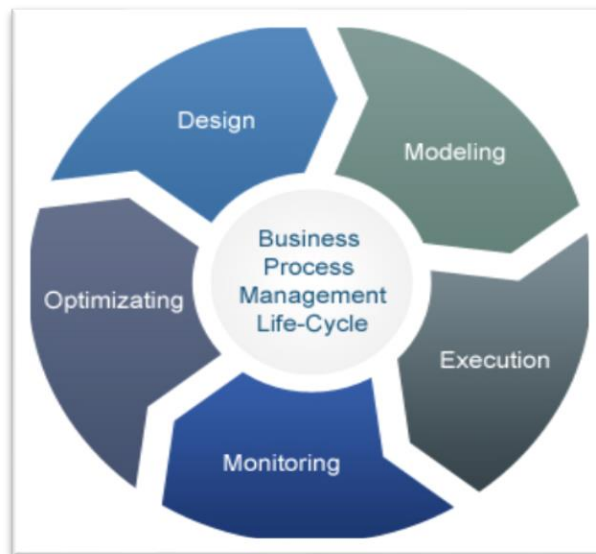 Design
Modeling
Business
Process
Management
Life-Cycle
Optimizating
Execution
Monitoring